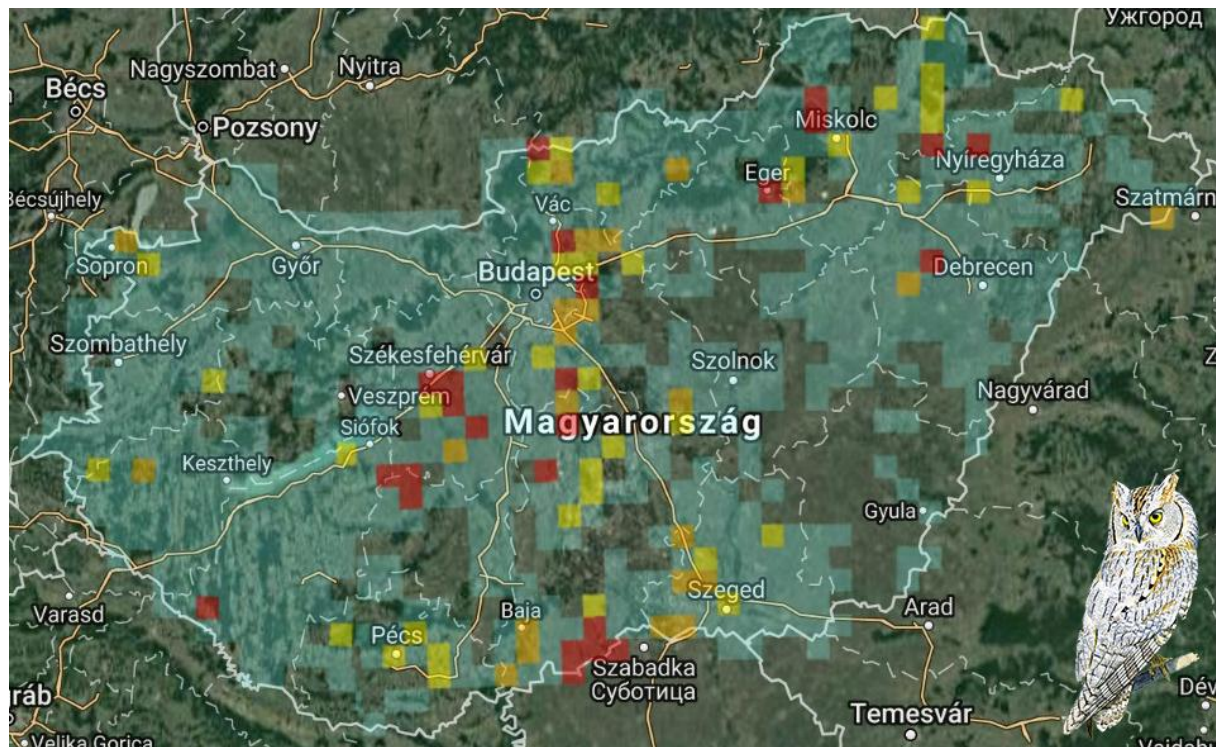 Ужгород
Nagyszombat
Nyitra
Bécs
Pozsony
Miskolc
Nyíregyháza
Eger
Bécsújhely
Vác
Szatmárn
Sopron
Győr
Budapest
Debrecen
Szombathely
Székesfehérvár
Szolnok
Veszprém
Nagyvárad
Magyarország
Siófok
Keszthely
Gyula
Varasd
Szeged
Arad
Baja
Pécs
Szabadka
Суботица
ráb
Temesvár
Dév
Velika Gorica